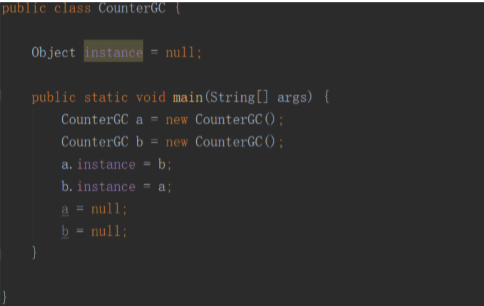 public class CounterGC {
Object instance = null;
public static void main(String[] args) {
CounterGC a = new CounterGC();
CounterGC b = new CounterGC();
a.instance = b;
b.instance = a;
a = null;
b = null;
}
}